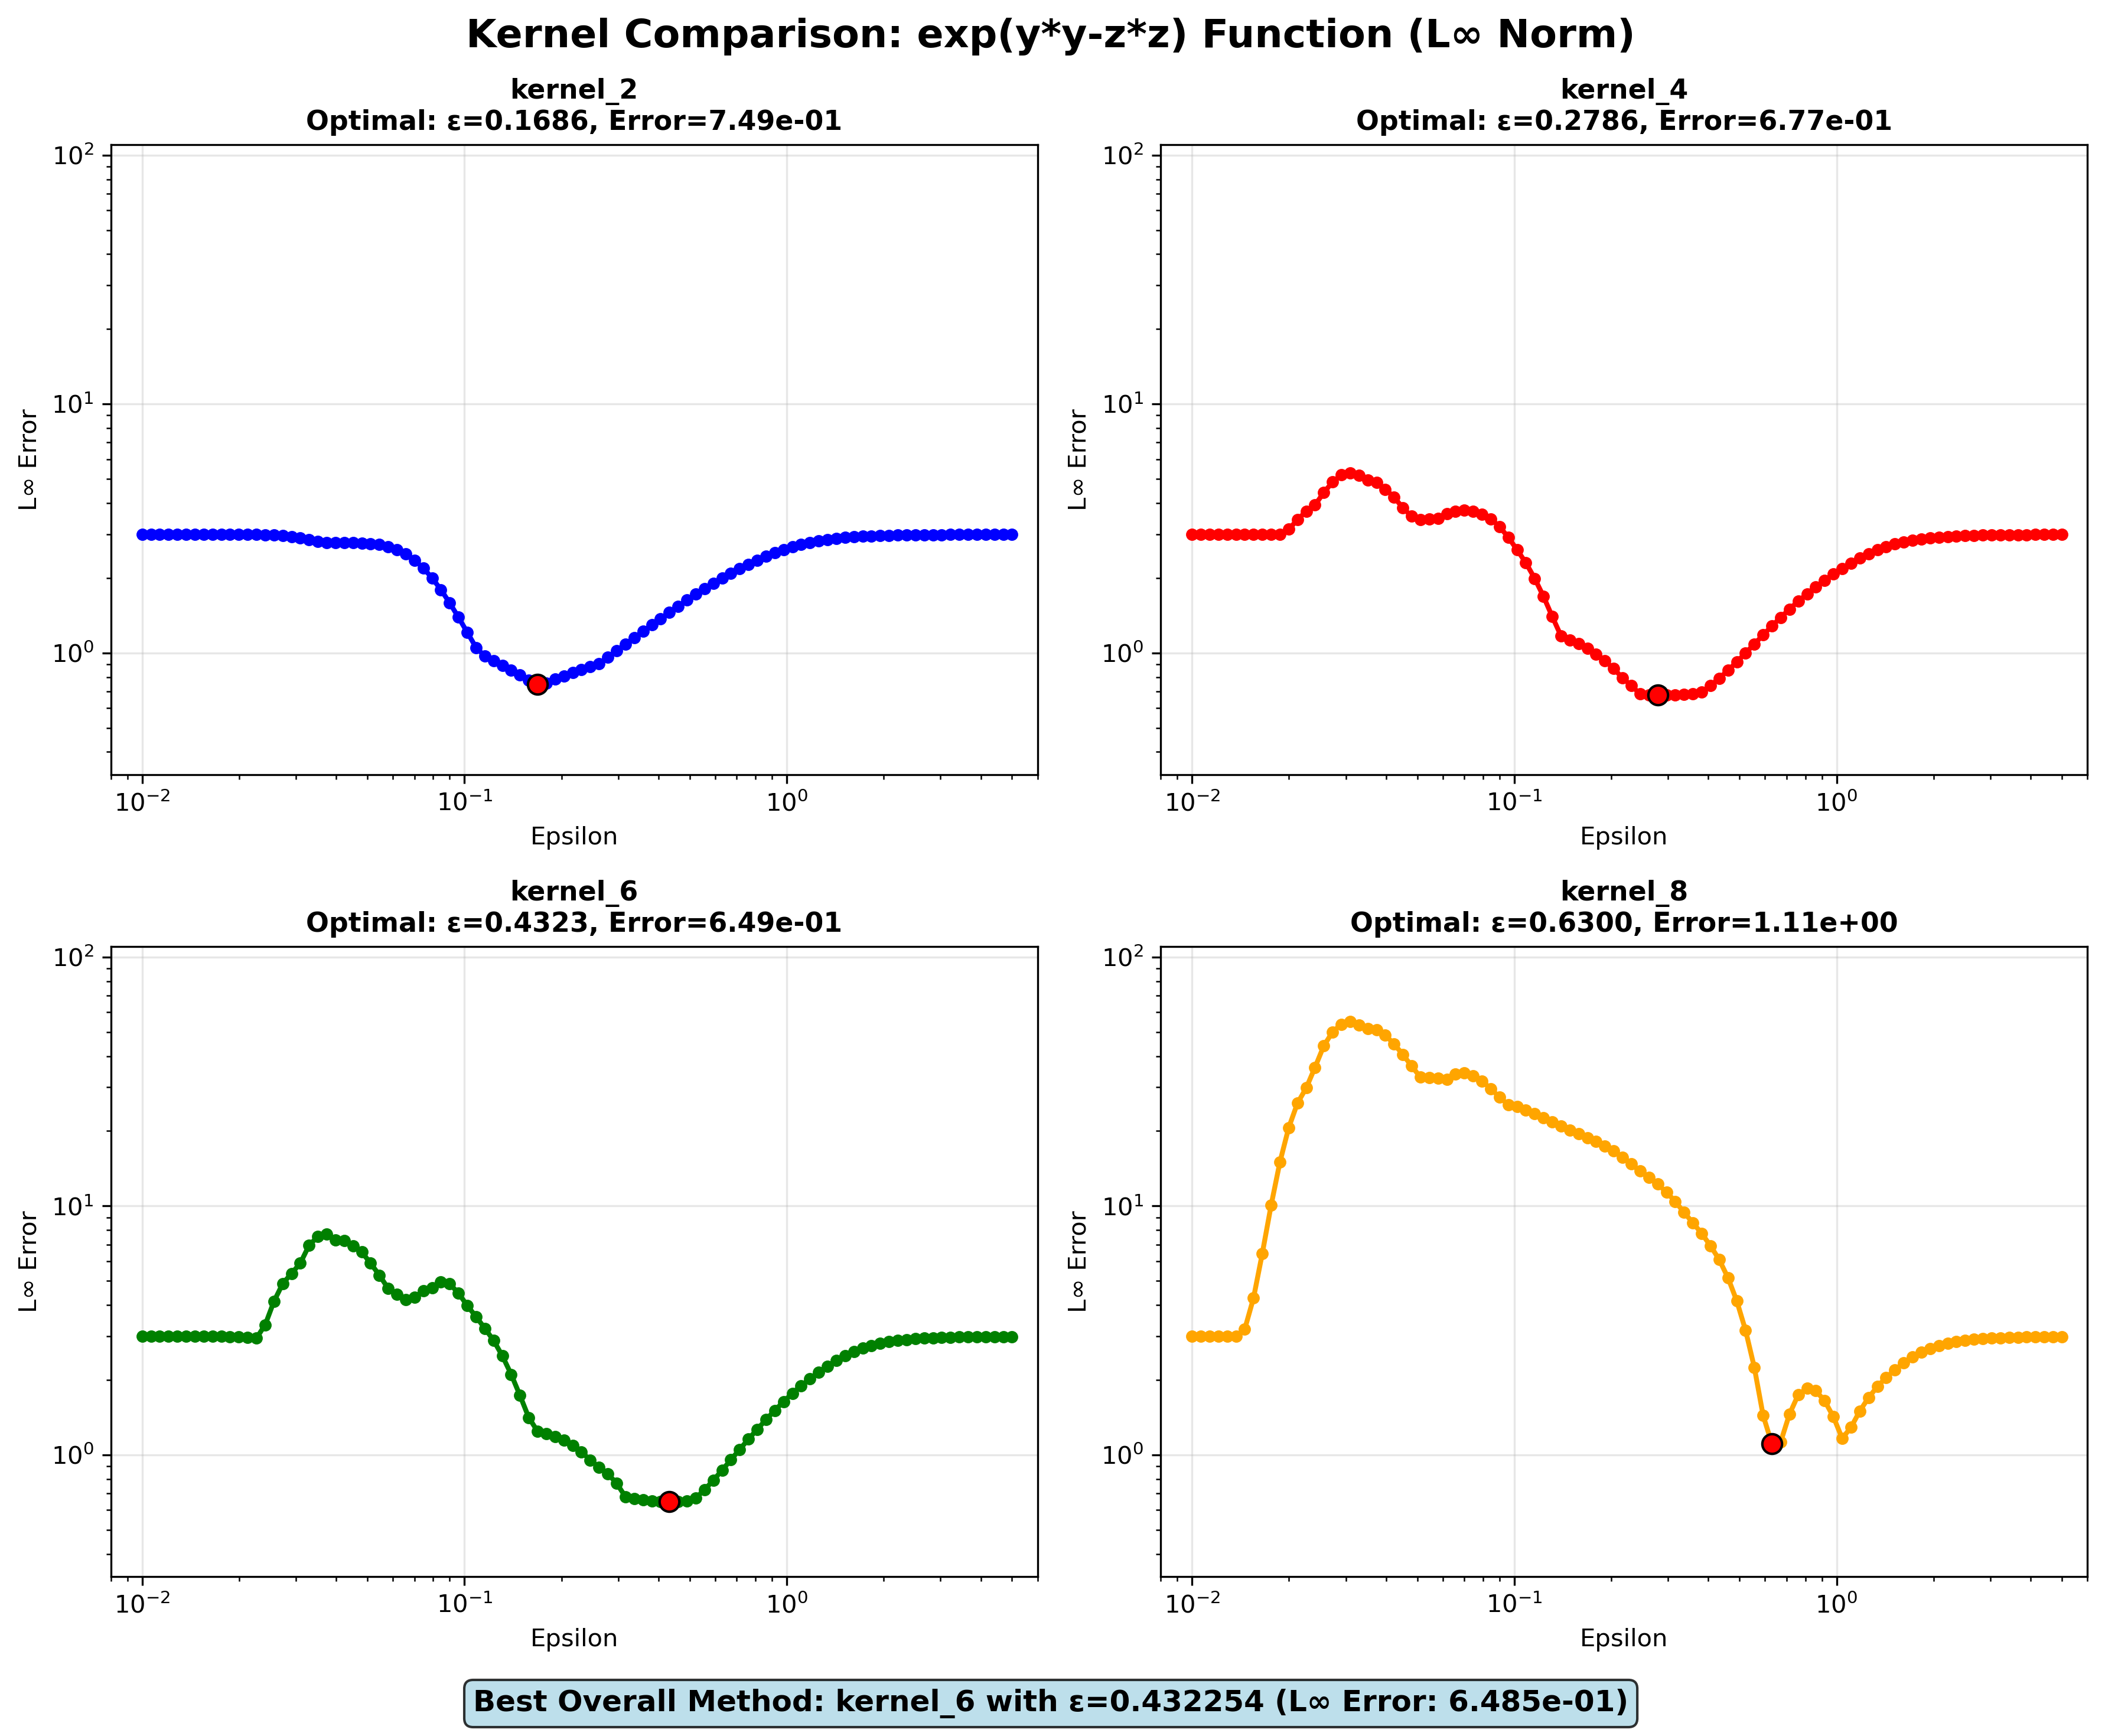 Kernel Comparison: exp(y*y-z*z) Function (L∞ Norm)
kernel_2
Optimal: ε=0.1686, Error=7.49e-01
10²
10¹
10⁰
L∞ Error
10⁻²
10⁻¹
10⁰
Epsilon
kernel_4
Optimal: ε=0.2786, Error=6.77e-01
10²
10¹
10⁰
L∞ Error
10⁻²
10⁻¹
10⁰
Epsilon
kernel_6
Optimal: ε=0.4323, Error=6.49e-01
10²
10¹
10⁰
L∞ Error
10⁻²
10⁻¹
10⁰
Epsilon
kernel_8
Optimal: ε=0.6300, Error=1.11e+00
10²
10¹
10⁰
L∞ Error
10⁻²
10⁻¹
10⁰
Epsilon
Best Overall Method: kernel_6 with ε=0.432254 (L∞ Error: 6.485e-01)